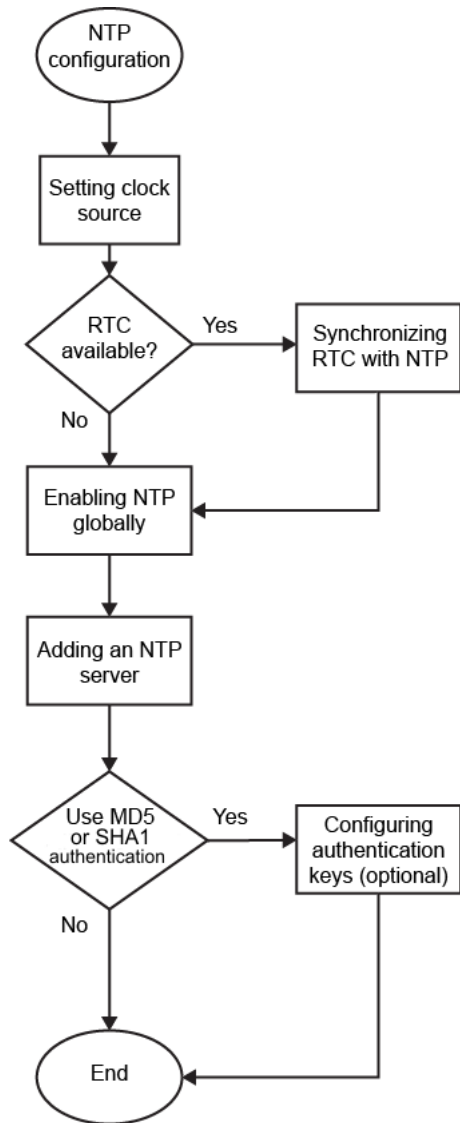 NTP
configuration
Setting clock
source
RTC
available?
Yes
Synchronizing
RTC with NTP
No
Enabling NTP
globally
Adding an NTP
server
Use MD5
or SHA1
authentication
Yes
Configuring
authentication
keys (optional)
No
End